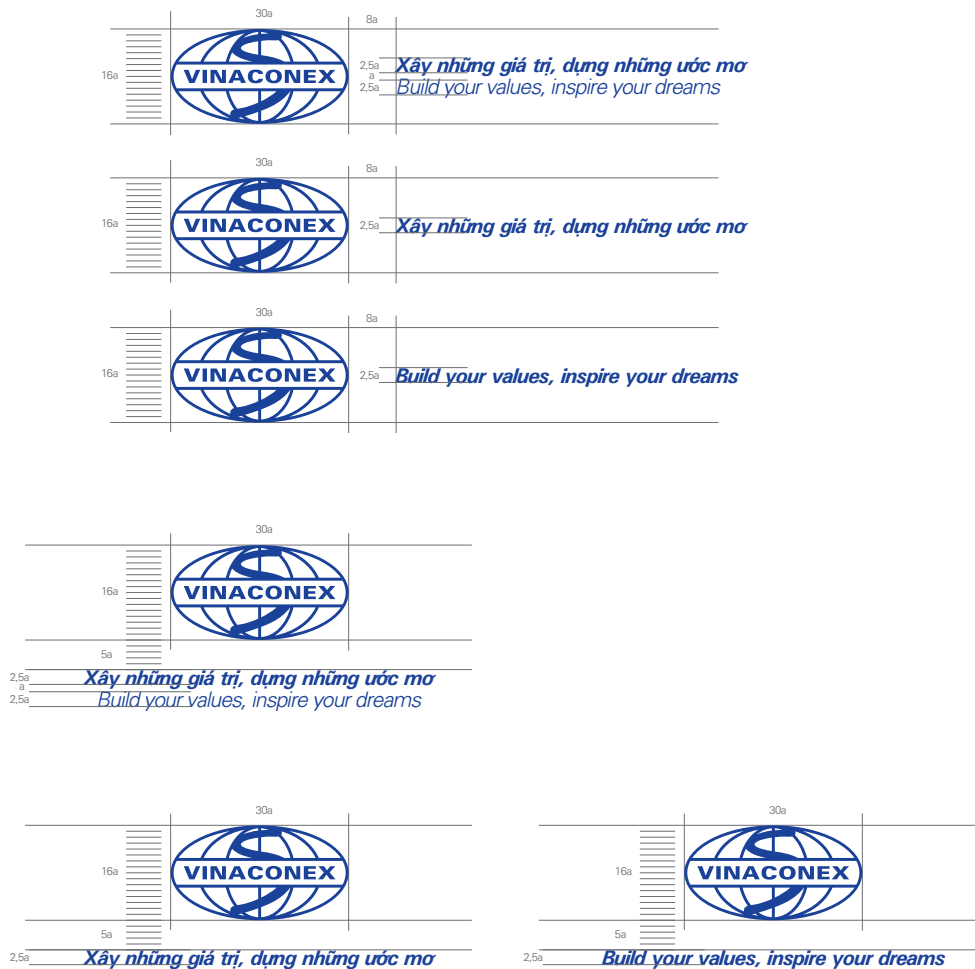 30a
8a
16a
VINACONEX
2,5a
Xây những giá trị, dựng những ước mơ
a
2,5a
Build your values, inspire your dreams
30a
8a
16a
VINACONEX
2,5a
Xây những giá trị, dựng những ước mơ
30a
8a
16a
VINACONEX
2,5a
Build your values, inspire your dreams
30a
16a
VINACONEX
5a
2,5a
Xây những giá trị, dựng những ước mơ
a
2,5a
Build your values, inspire your dreams
30a
16a
VINACONEX
5a
2,5a
Xây những giá trị, dựng những ước mơ
30a
16a
VINACONEX
5a
2,5a
Build your values, inspire your dreams